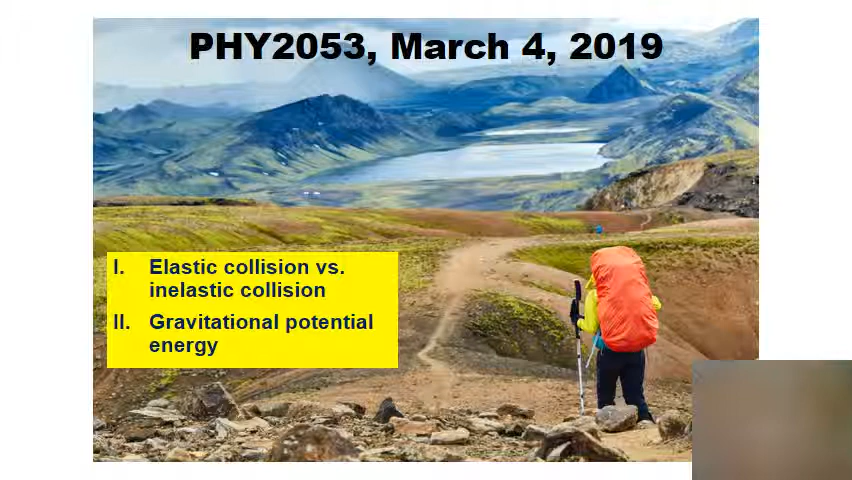 PHY2053, March 4, 2019
I. Elastic collision vs.
inelastic collision
II. Gravitational potential
energy